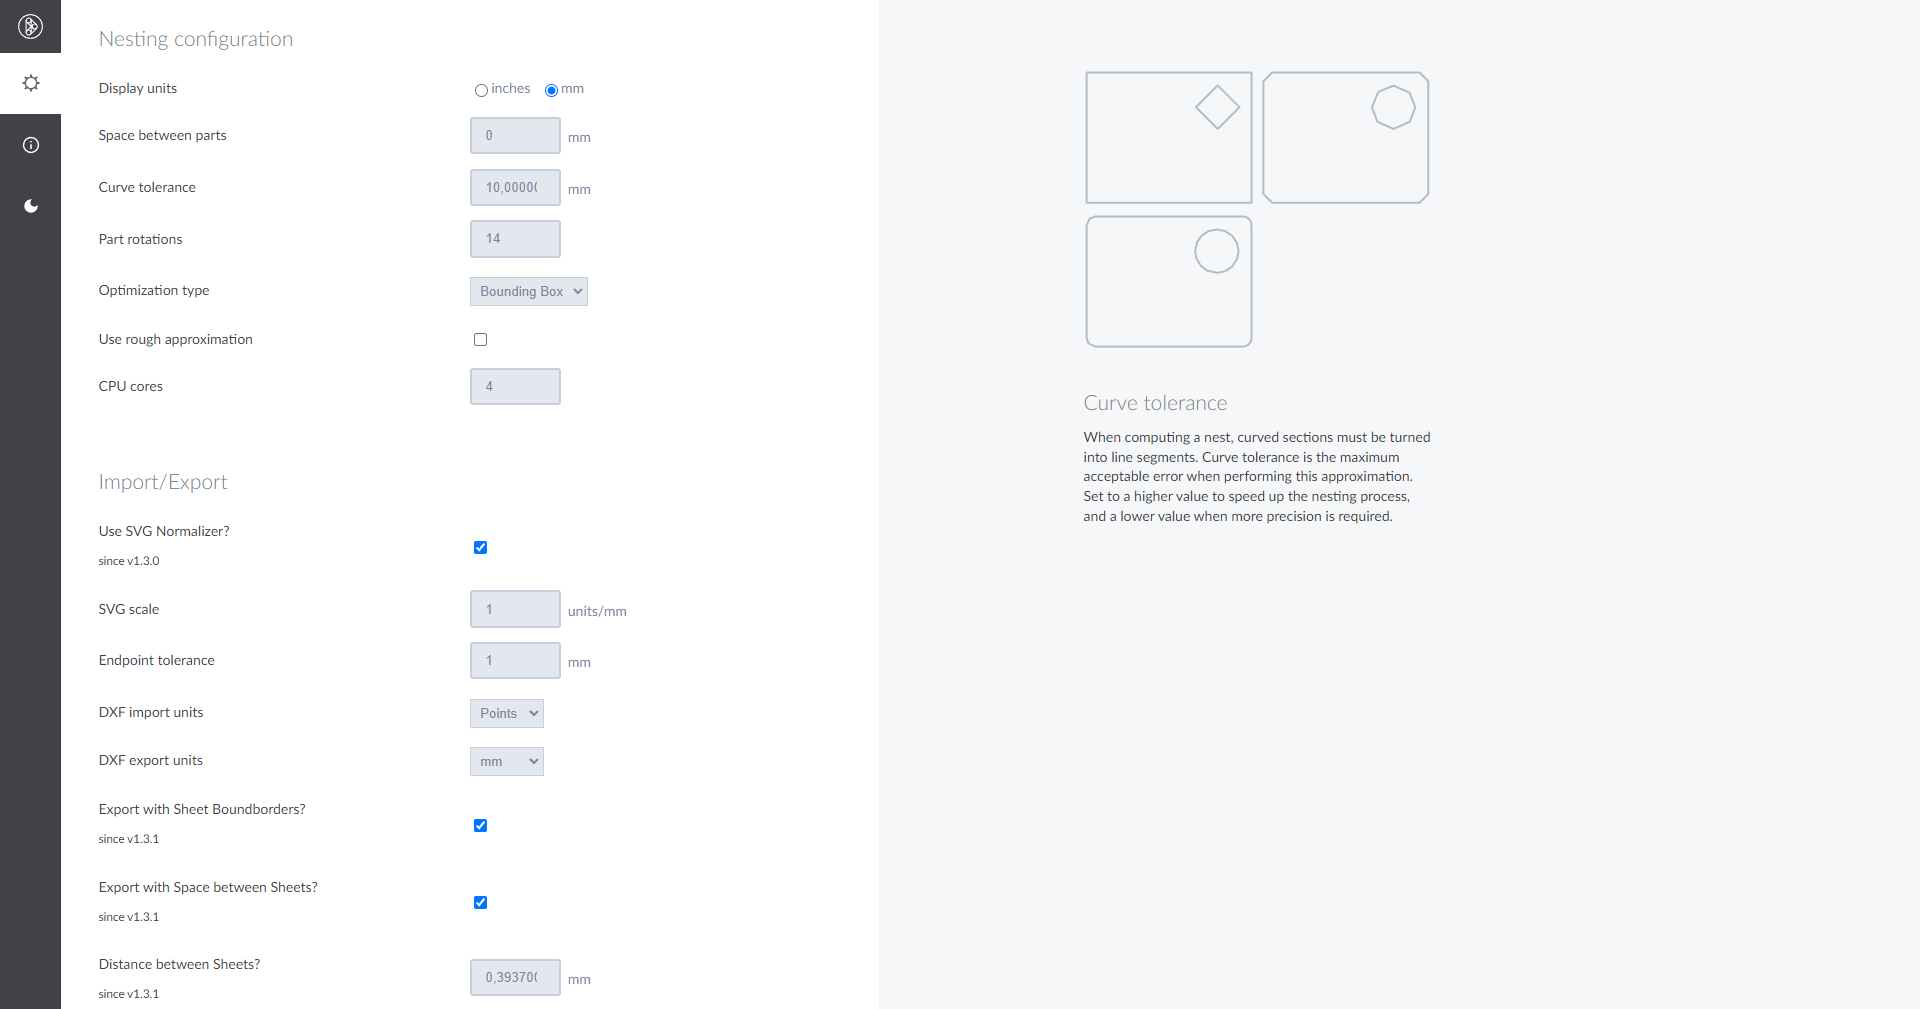 Nesting configuration
Display units
inches
mm
Space between parts
0
mm
Curve tolerance
10,0000
mm
Part rotations
14
Optimization type
Bounding Box
Use rough approximation
CPU cores
4
Import/Export
Use SVG Normalizer?
since v1.3.0
SVG scale
1
units/mm
Endpoint tolerance
1
mm
DXF import units
Points
DXF export units
mm
Export with Sheet Boundborders?
since v1.3.1
Export with Space between Sheets?
since v1.3.1
Distance between Sheets?
since v1.3.1
0,39370
mm
Curve tolerance
When computing a nest, curved sections must be turned
into line segments. Curve tolerance is the maximum
acceptable error when performing this approximation.
Set to a higher value to speed up the nesting process,
and a lower value when more precision is required.